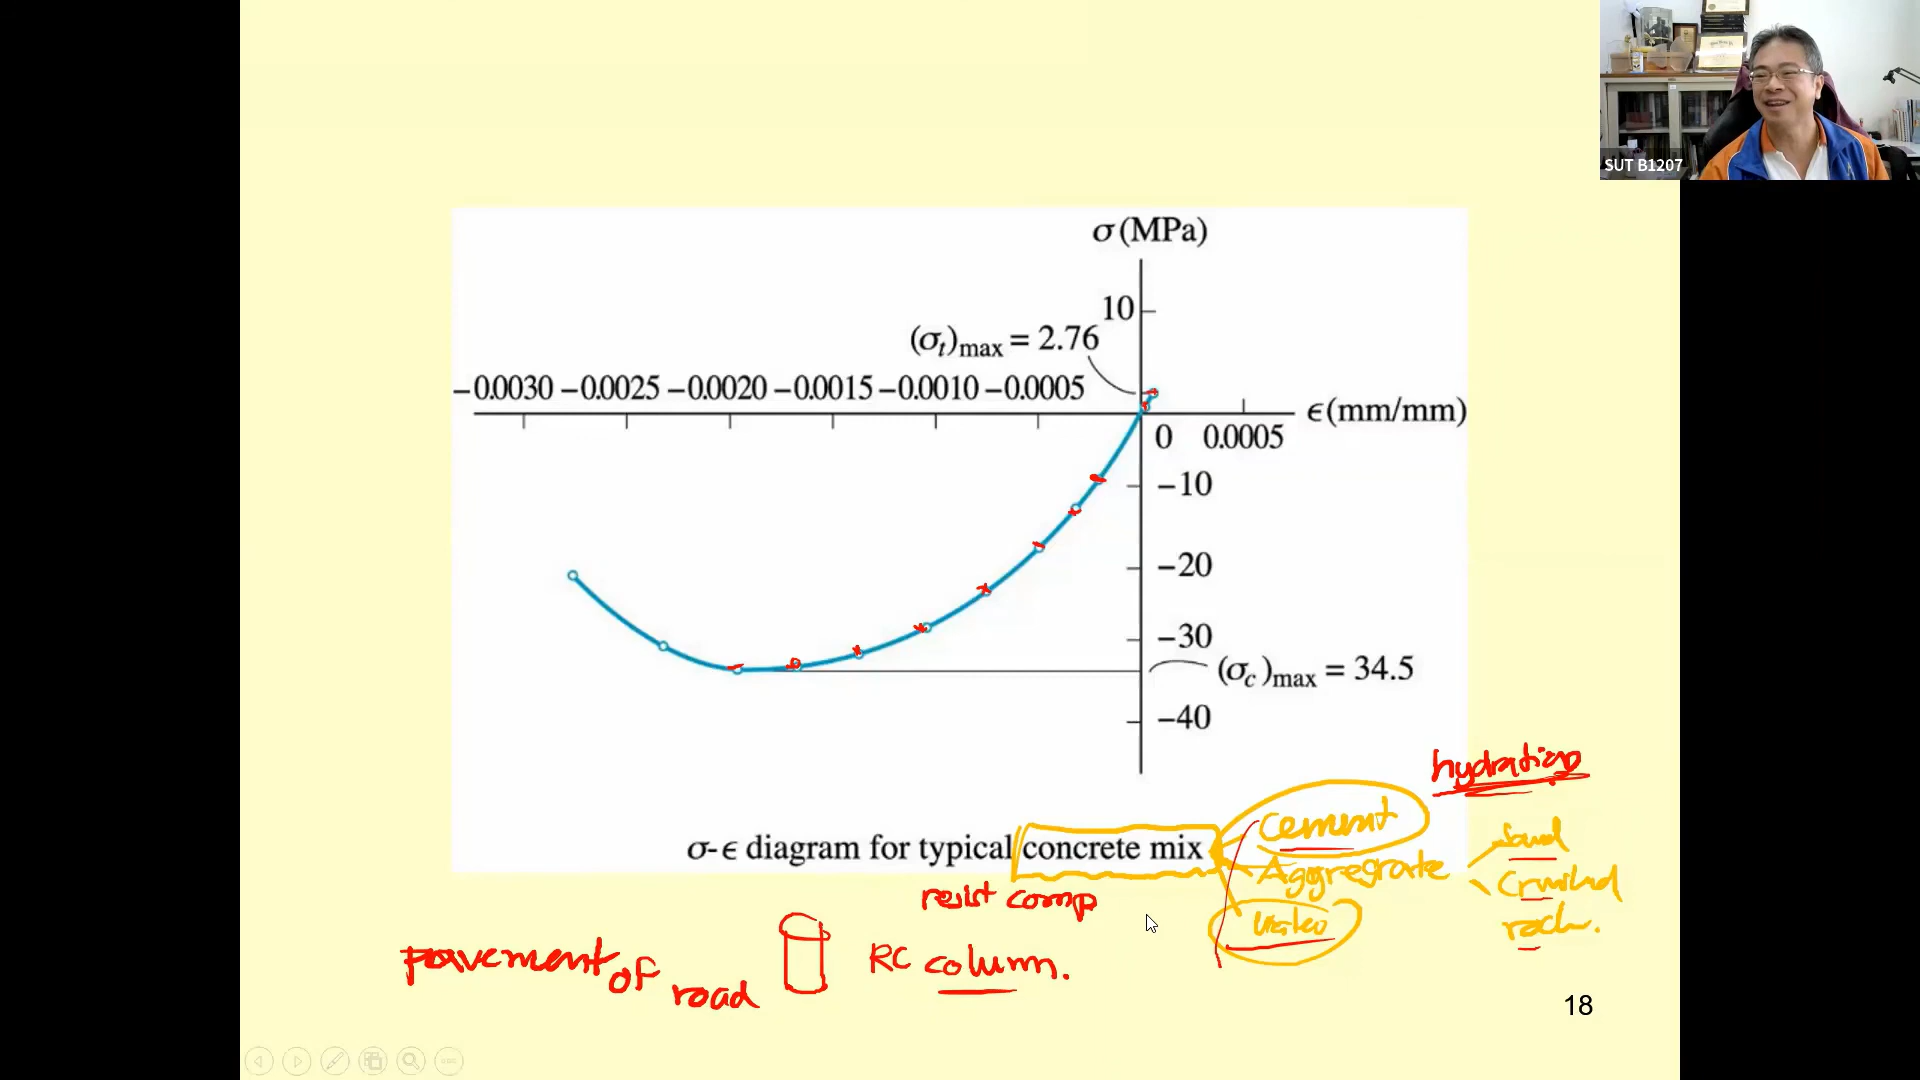 SUT B1207
σ (MPa)
10
(σt)max = 2.76
−0.0030 −0.0025 −0.0020 −0.0015 −0.0010 −0.0005
ϵ (mm/mm)
0 0.0005
−10
−20
−30
(σc)max = 34.5
−40
hydration
cement
σ-ϵ diagram for typical concrete mix
Aggregrate
Sand
Crushed
rock.
resist comp
water
pavement of road
RC column.
18